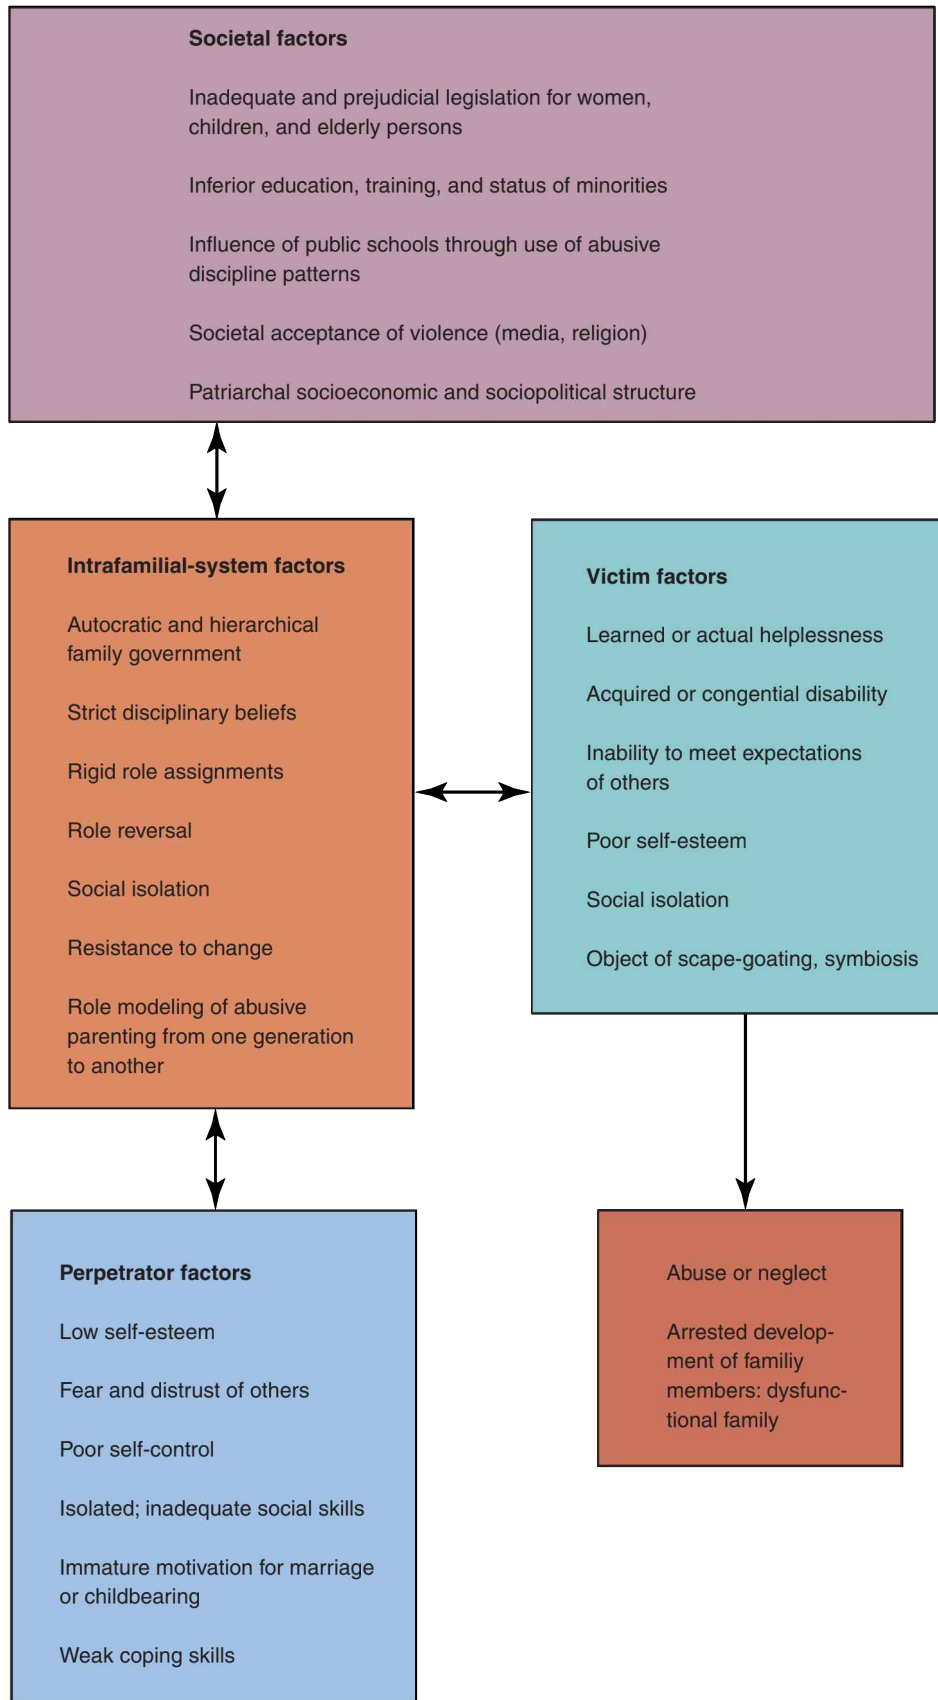 Societal factors
Inadequate and prejudicial legislation for women,
children, and elderly persons
Inferior education, training, and status of minorities
Influence of public schools through use of abusive
discipline patterns
Societal acceptance of violence (media, religion)
Patriarchal socioeconomic and sociopolitical structure
Intrafamilial-system factors
Autocratic and hierarchical
family government
Strict disciplinary beliefs
Rigid role assignments
Role reversal
Social isolation
Resistance to change
Role modeling of abusive
parenting from one generation
to another
Victim factors
Learned or actual helplessness
Acquired or congential disability
Inability to meet expectations
of others
Poor self-esteem
Social isolation
Object of scape-goating, symbiosis
Perpetrator factors
Low self-esteem
Fear and distrust of others
Poor self-control
Isolated; inadequate social skills
Immature motivation for marriage
or childbearing
Weak coping skills
Abuse or neglect
Arrested develop-
ment of familiy
members: dysfunc-
tional family